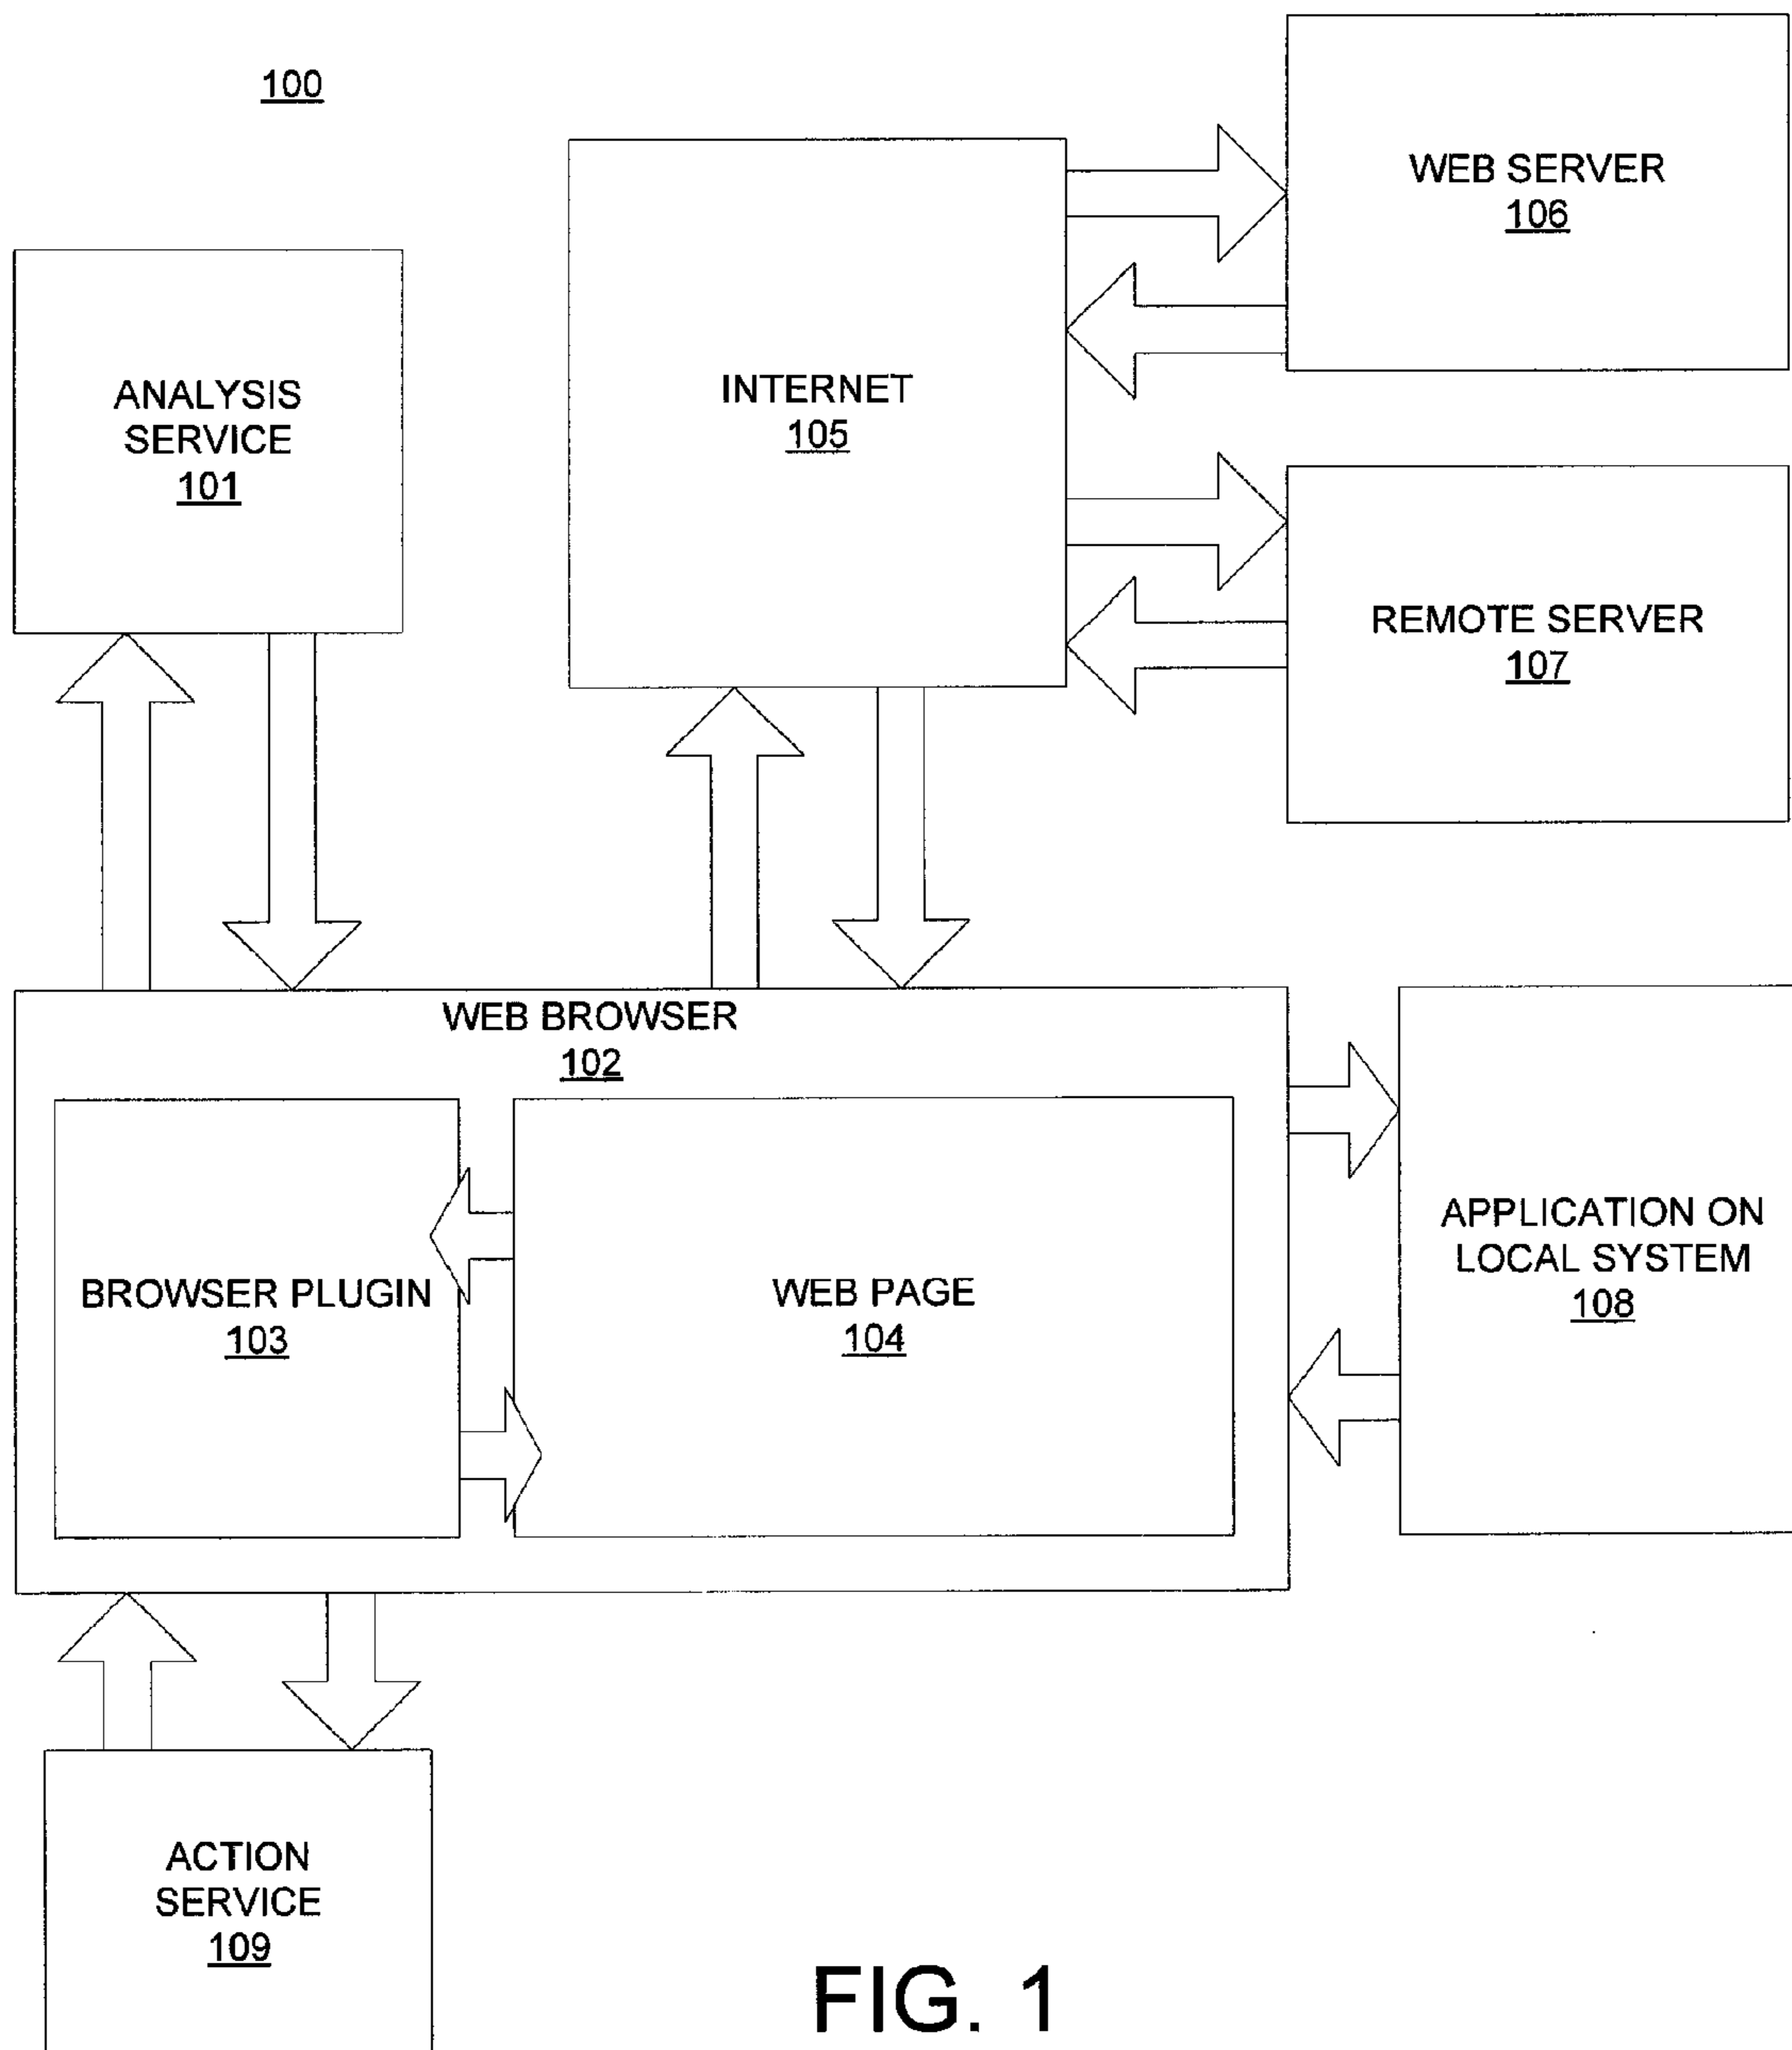 100
WEB SERVER
106
ANALYSIS
SERVICE
101
INTERNET
105
REMOTE SERVER
107
WEB BROWSER
102
BROWSER PLUGIN
103
WEB PAGE
104
APPLICATION ON
LOCAL SYSTEM
108
ACTION
SERVICE
109
FIG. 1